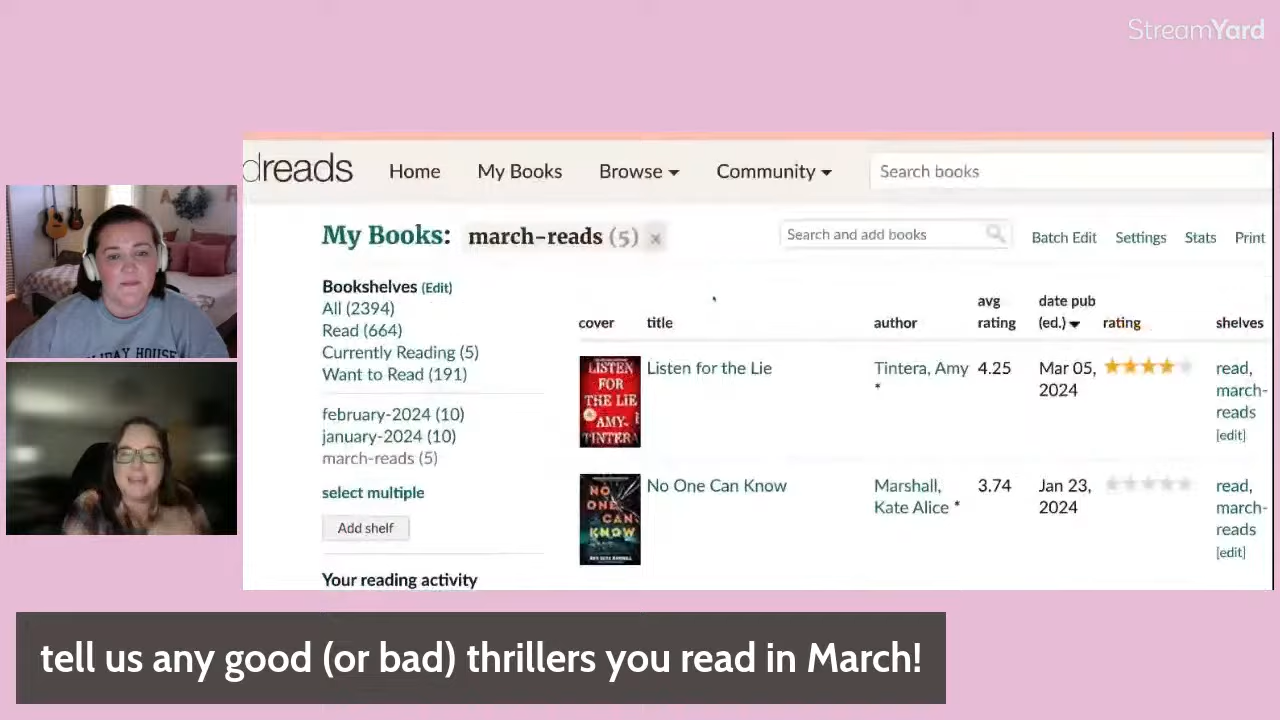 StreamYard
dreads
Home
My Books
Browse
Community
Search books
My Books:
march-reads (5) x
Search and add books
Batch Edit
Settings
Stats
Print
Bookshelves (Edit)
All (2394)
Read (664)
Currently Reading (5)
Want to Read (191)
february-2024 (10)
january-2024 (10)
march-reads (5)
select multiple
Add shelf
Your reading activity
cover
title
author
avg
rating
date pub
(ed.)
rating
shelves
LISTEN
FOR
THE LIE
AMY
TINTERA
Listen for the Lie
Tintera, Amy
*
4.25
Mar 05,
2024
read,
march-
reads
[edit]
NO
ONE
CAN
KNOW
No One Can Know
Marshall,
Kate Alice *
3.74
Jan 23,
2024
read,
march-
reads
[edit]
HOUSE
tell us any good (or bad) thrillers you read in March!